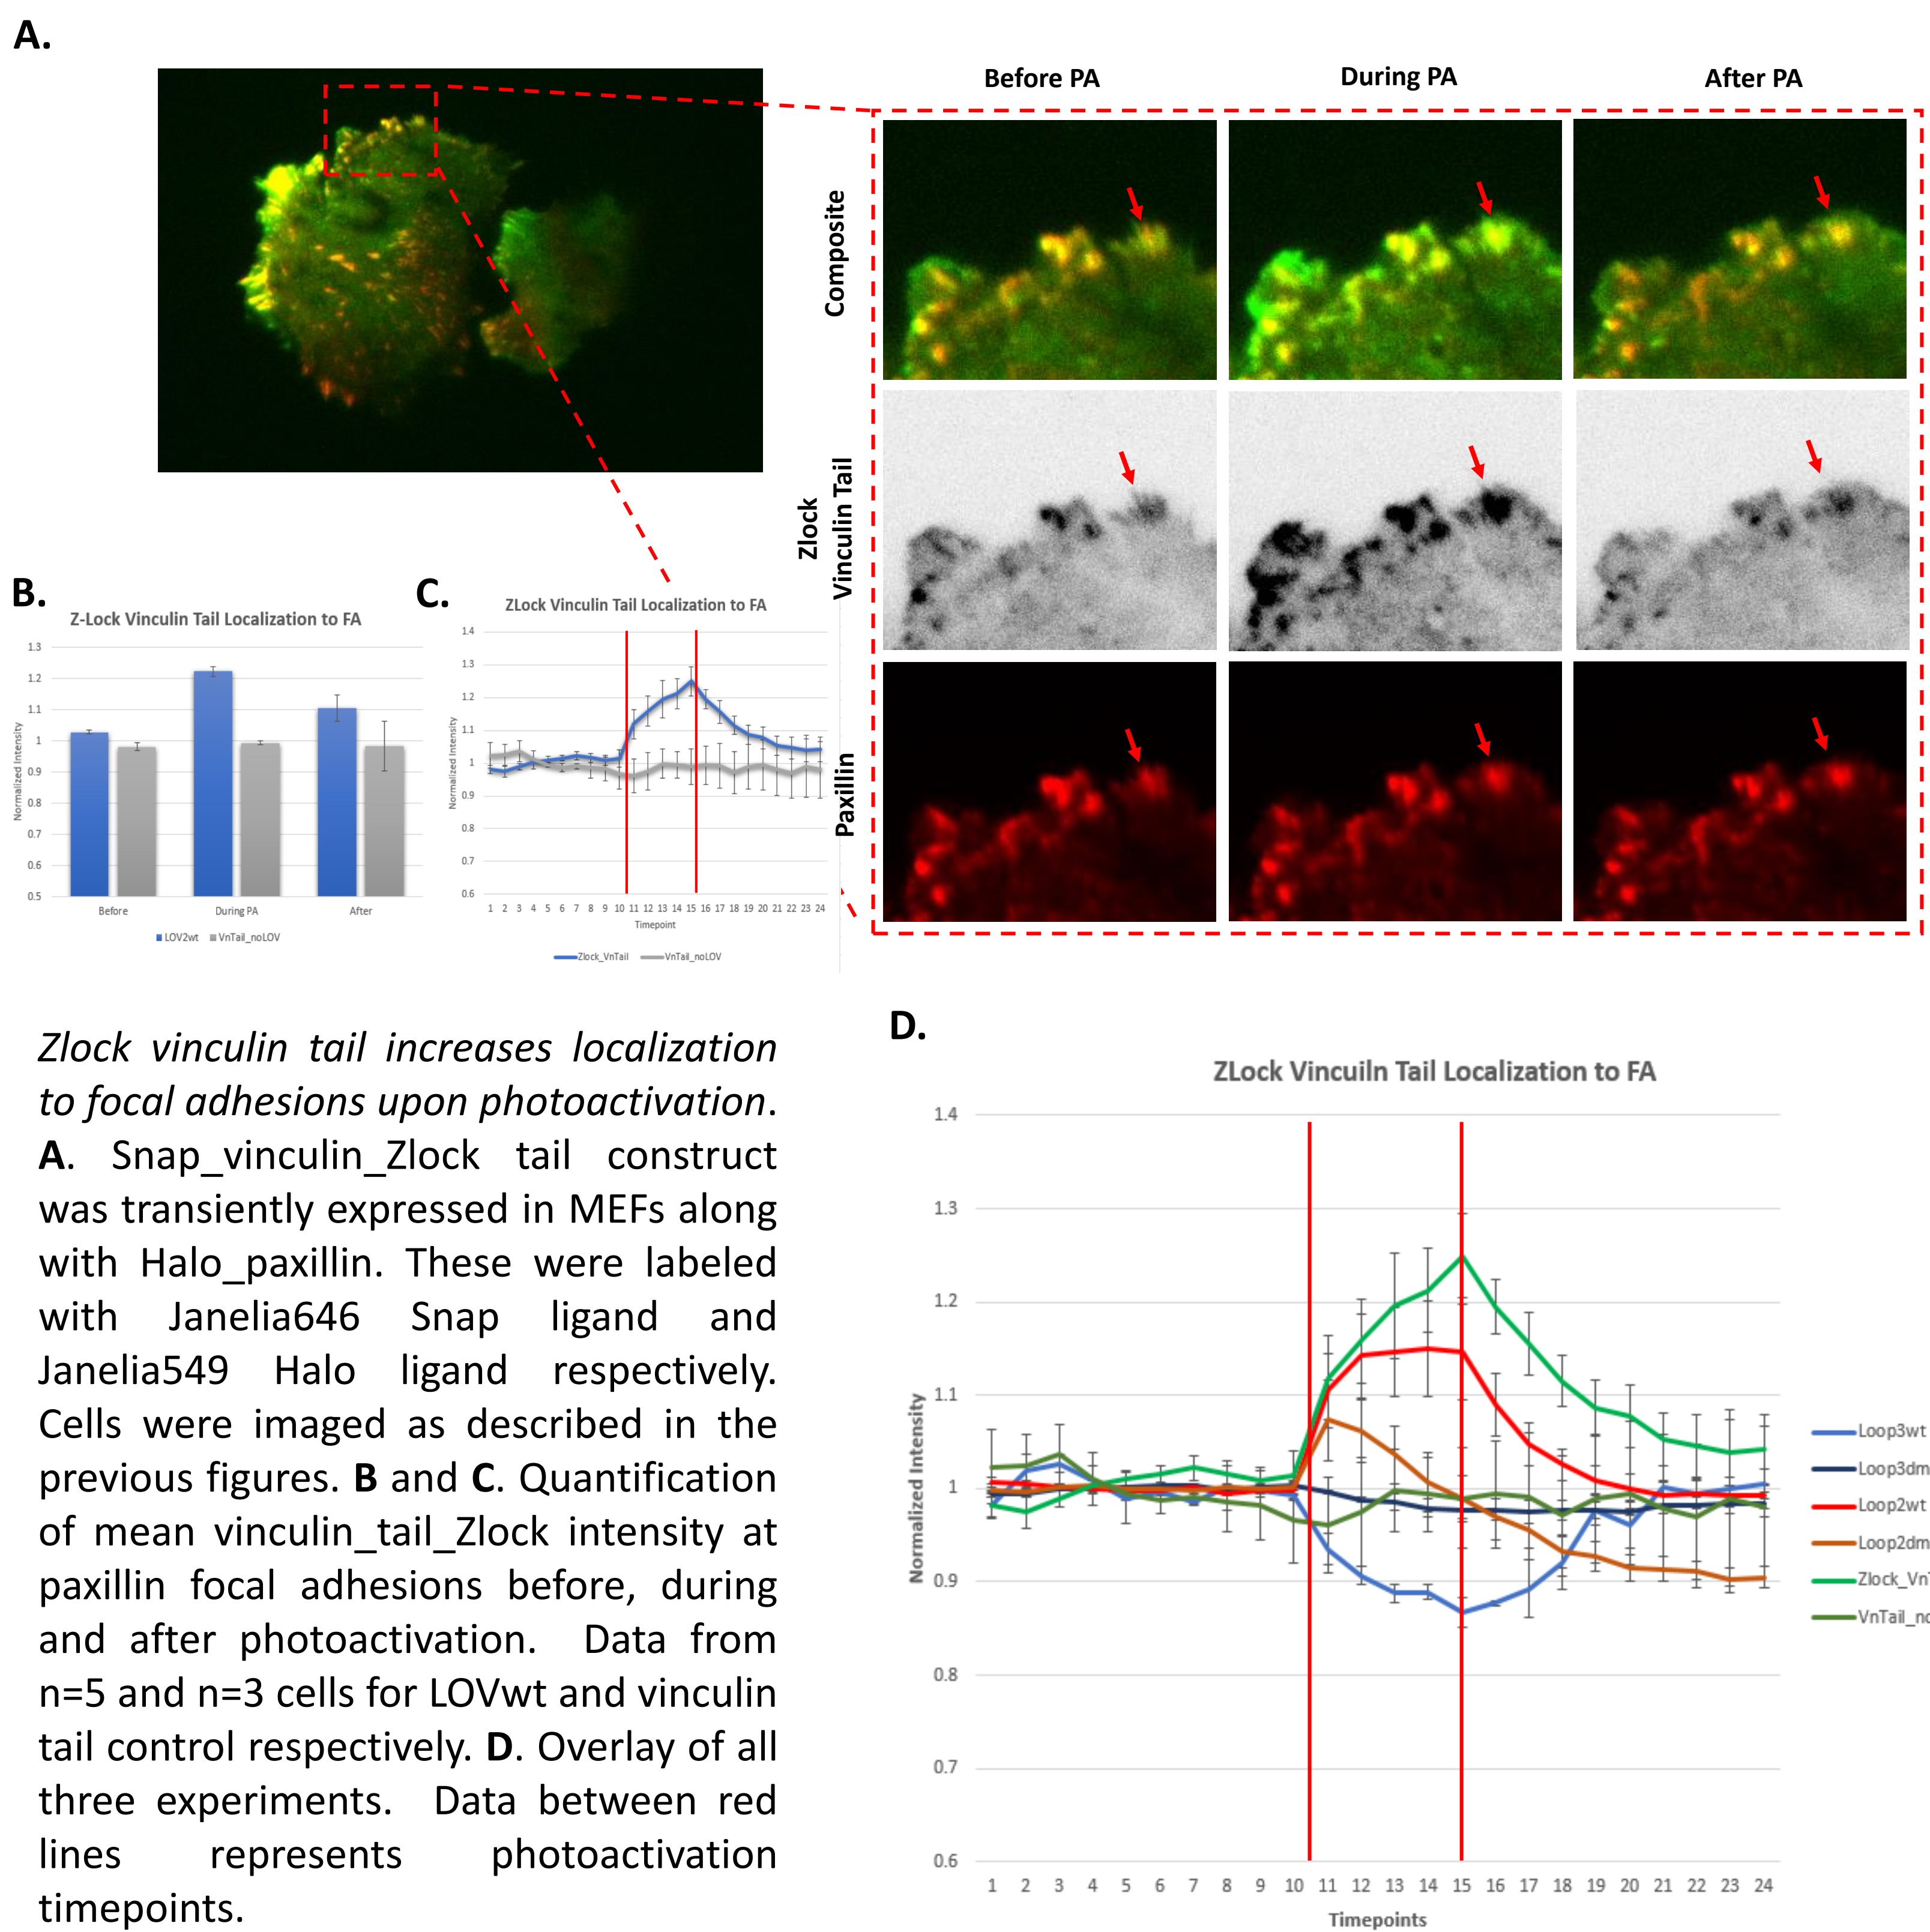 A.
Before PA
During PA
After PA
Composite
Zlock
Vinculin Tail
Paxillin
B.
Z-Lock Vinculin Tail Localization to FA
Normalized Intensity
1.3
1.2
1.1
1
0.9
0.8
0.7
0.6
0.5
Before
During PA
After
LOV2wt
VnTail_noLOV
C.
ZLock Vinculin Tail Localization to FA
Normalized Intensity
1.4
1.3
1.2
1.1
1
0.9
0.8
0.7
0.6
1 2 3 4 5 6 7 8 9 10 11 12 13 14 15 16 17 18 19 20 21 22 23 24
Timepoint
Zlock_VnTail
VnTail_noLOV
Zlock vinculin tail increases localization
to focal adhesions upon photoactivation.
A. Snap_vinculin_Zlock tail construct
was transiently expressed in MEFs along
with Halo_paxillin. These were labeled
with Janelia646 Snap ligand and
Janelia549 Halo ligand respectively.
Cells were imaged as described in the
previous figures. B and C. Quantification
of mean vinculin_tail_Zlock intensity at
paxillin focal adhesions before, during
and after photoactivation. Data from
n=5 and n=3 cells for LOVwt and vinculin
tail control respectively. D. Overlay of all
three experiments. Data between red
lines represents photoactivation
timepoints.
D.
ZLock Vincuiln Tail Localization to FA
Normalized Intensity
1.4
1.3
1.2
1.1
1
0.9
0.8
0.7
0.6
1 2 3 4 5 6 7 8 9 10 11 12 13 14 15 16 17 18 19 20 21 22 23 24
Timepoints
Loop3wt
Loop3dm
Loop2wt
Loop2dm